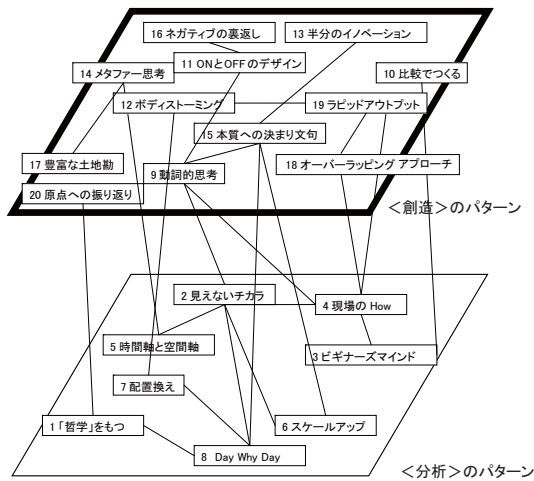 16 ネガティブの裏返し
13 半分のイノベーション
11 ONとOFFのデザイン
14 メタファー思考
10 比較でつくる
12 ボディストーミング
19 ラピッドアウトプット
15 本質への決まり文句
17 豊富な土地勘
9 動詞的思考
18 オーバーラッピング アプローチ
20 原点への振り返り
＜創造＞のパターン
2 見えないチカラ
4 現場の How
5 時間軸と空間軸
3 ビギナーズマインド
7 配置換え
1 「哲学」をもつ
6 スケールアップ
8 Day Why Day
＜分析＞のパターン